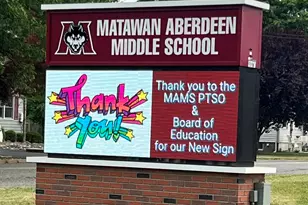 MATAWAN ABERDEEN
MIDDLE SCHOOL
Thank
You!
Thank you to the
MAMS PTSO
&
Board of
Education
for our New Sign